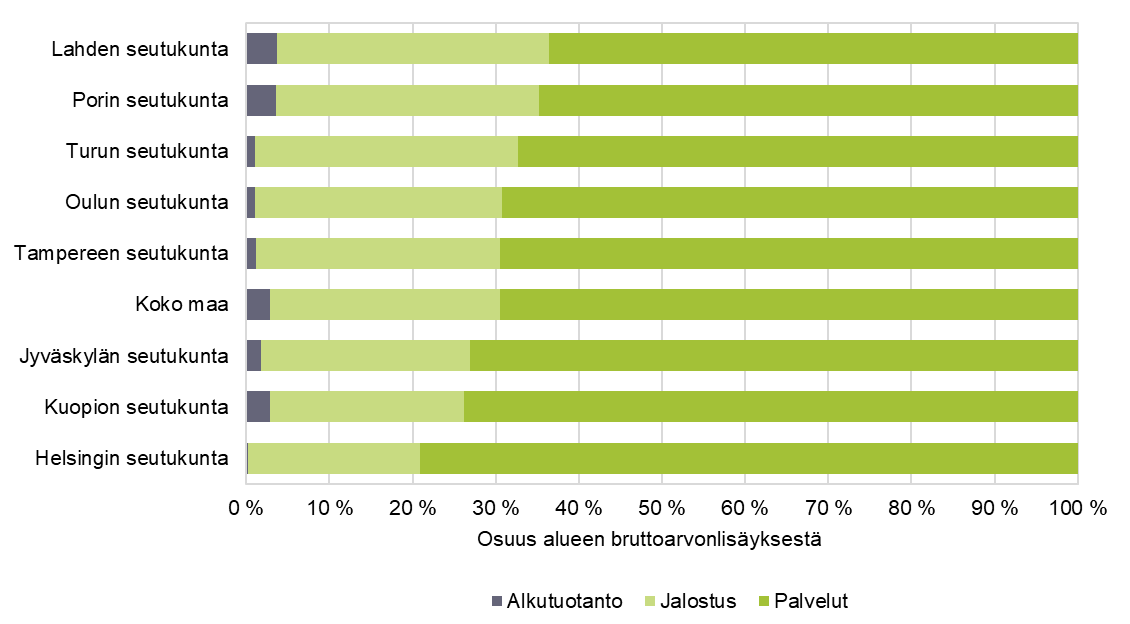 Lahden seutukunta
Porin seutukunta
Turun seutukunta
Oulun seutukunta
Tampereen seutukunta
Koko maa
Jyväskylän seutukunta
Kuopion seutukunta
Helsingin seutukunta
0 % 10 % 20 % 30 % 40 % 50 % 60 % 70 % 80 % 90 % 100 %
Osuus alueen bruttoarvonlisäyksestä
Alkutuotanto Jalostus Palvelut